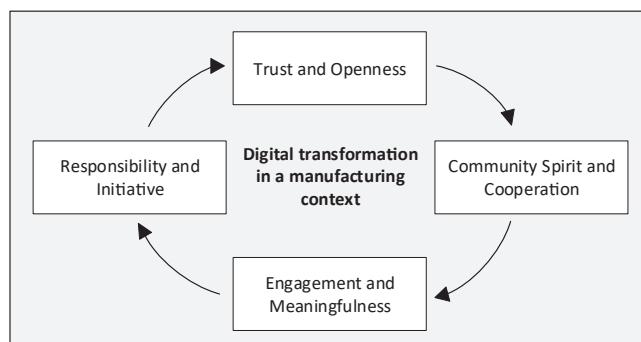 Trust and Openness
Responsibility and
Initiative
Digital transformation
in a manufacturing
context
Community Spirit and
Cooperation
Engagement and
Meaningfulness